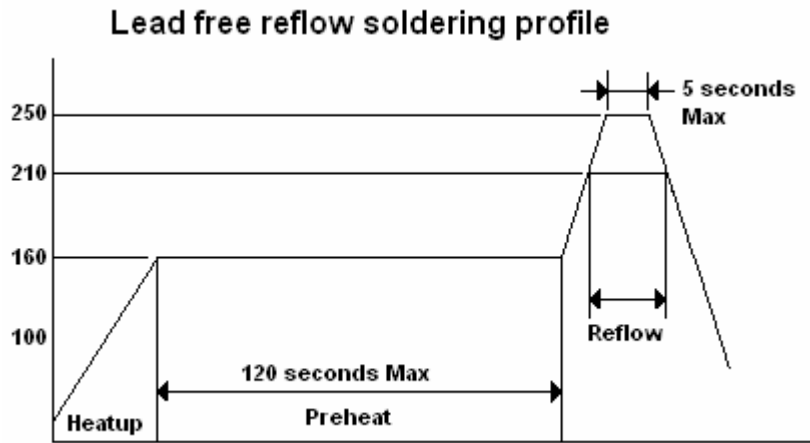 Lead free reflow soldering profile
5 seconds
Max
250
210
160
100
Reflow
120 seconds Max
Preheat
Heatup